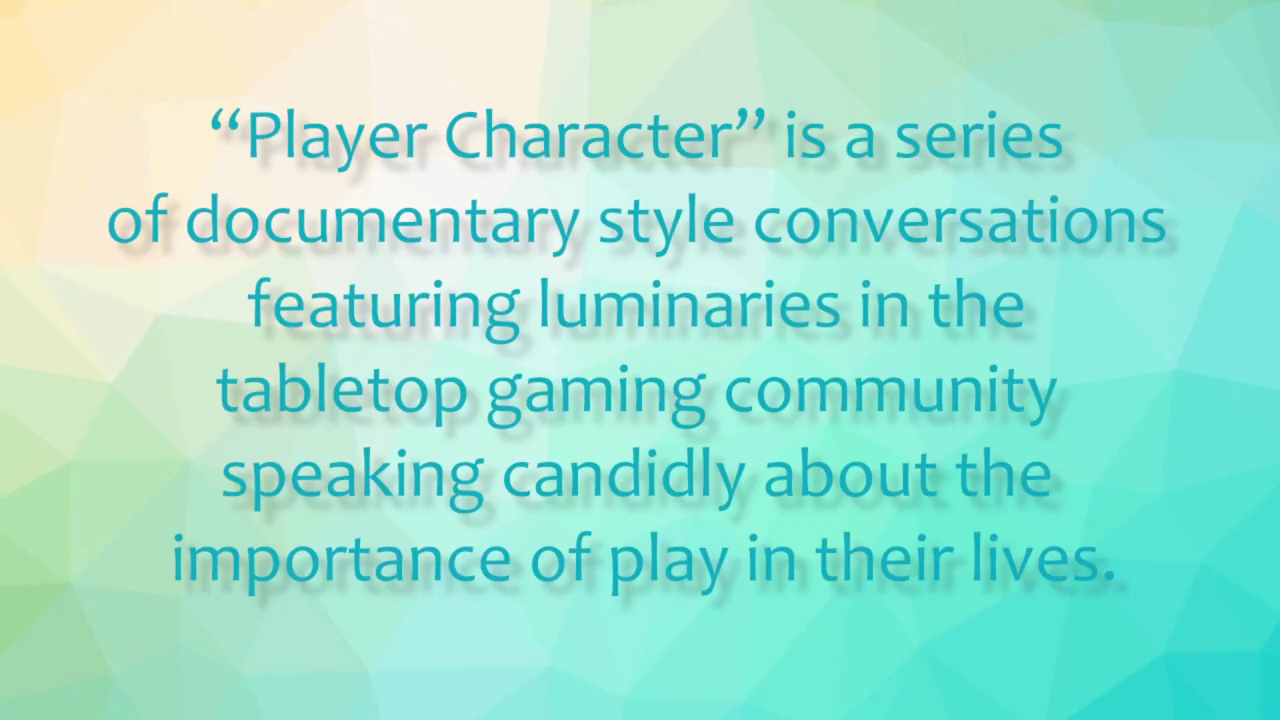 “Player Character” is a series
of documentary style conversations
featuring luminaries in the
tabletop gaming community
speaking candidly about the
importance of play in their lives.